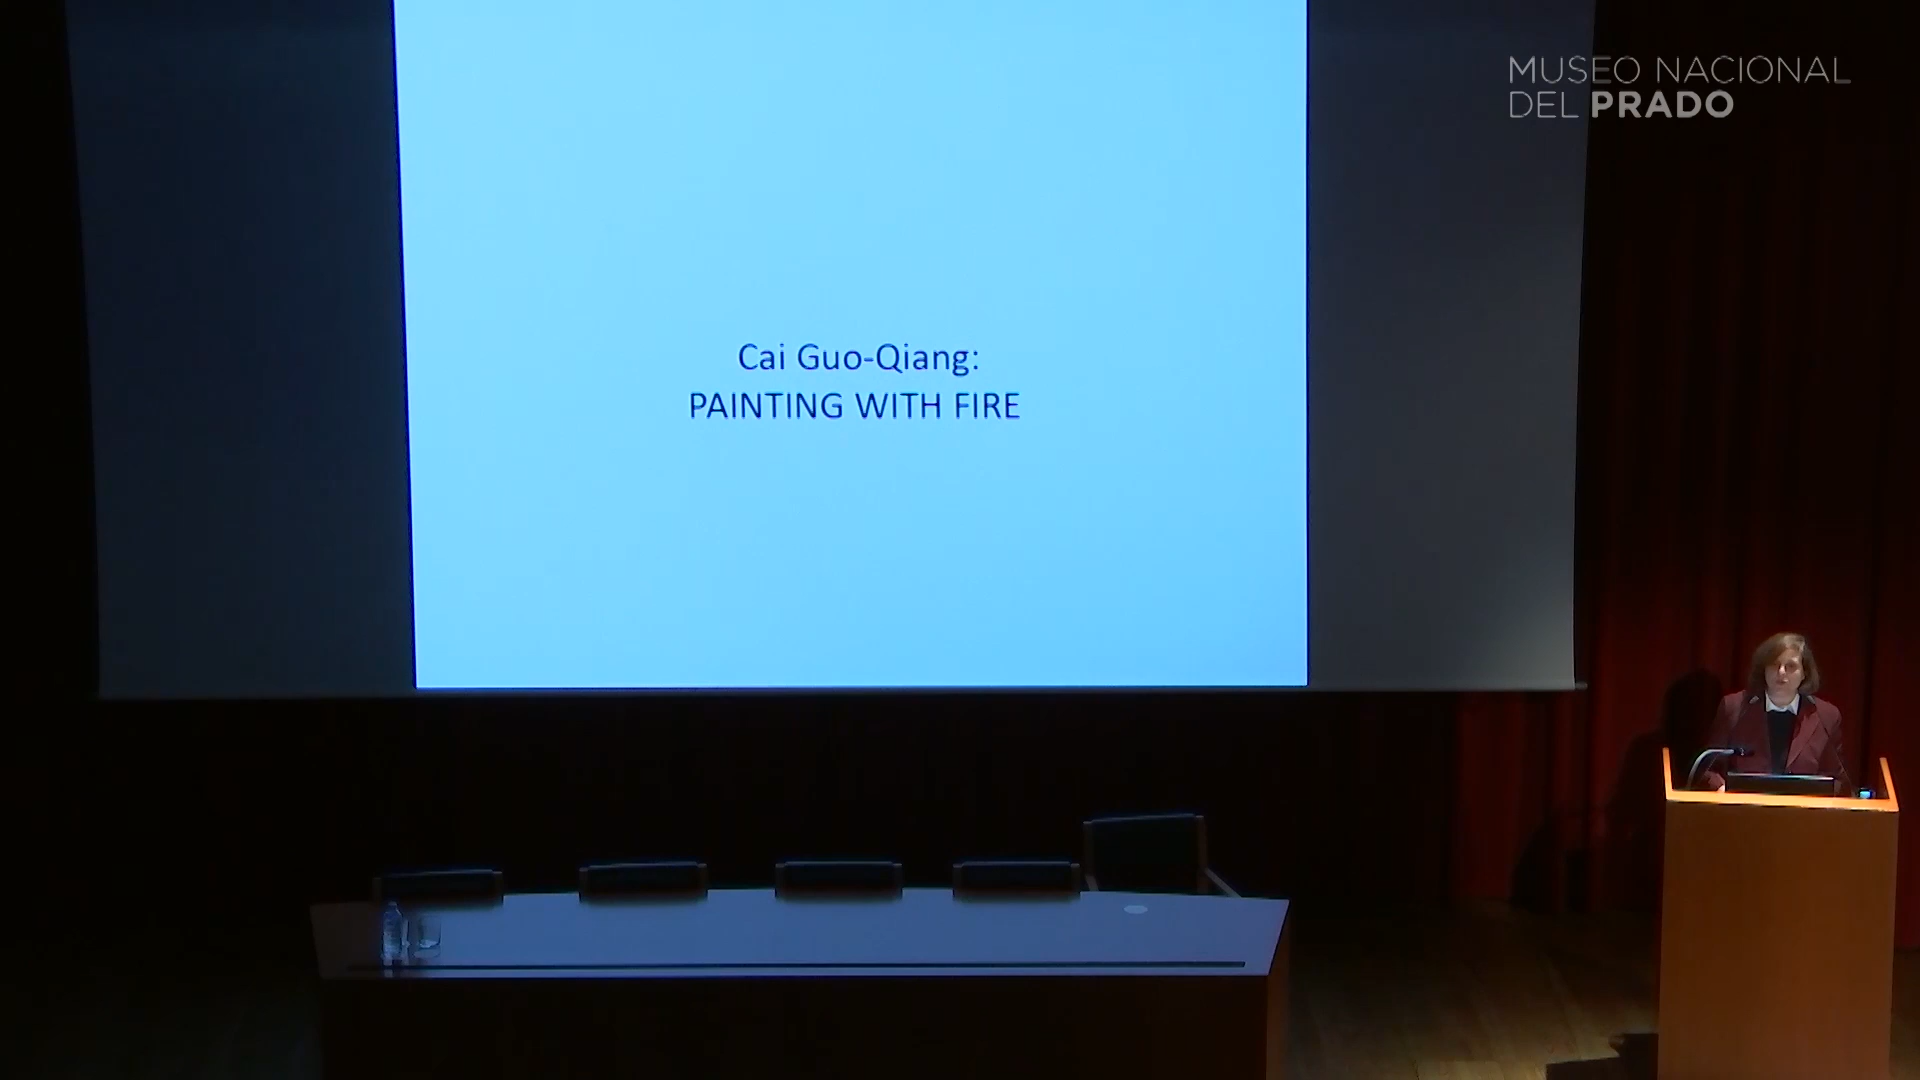 MUSEO NACIONAL
DEL PRADO
Cai Guo-Qiang:
PAINTING WITH FIRE